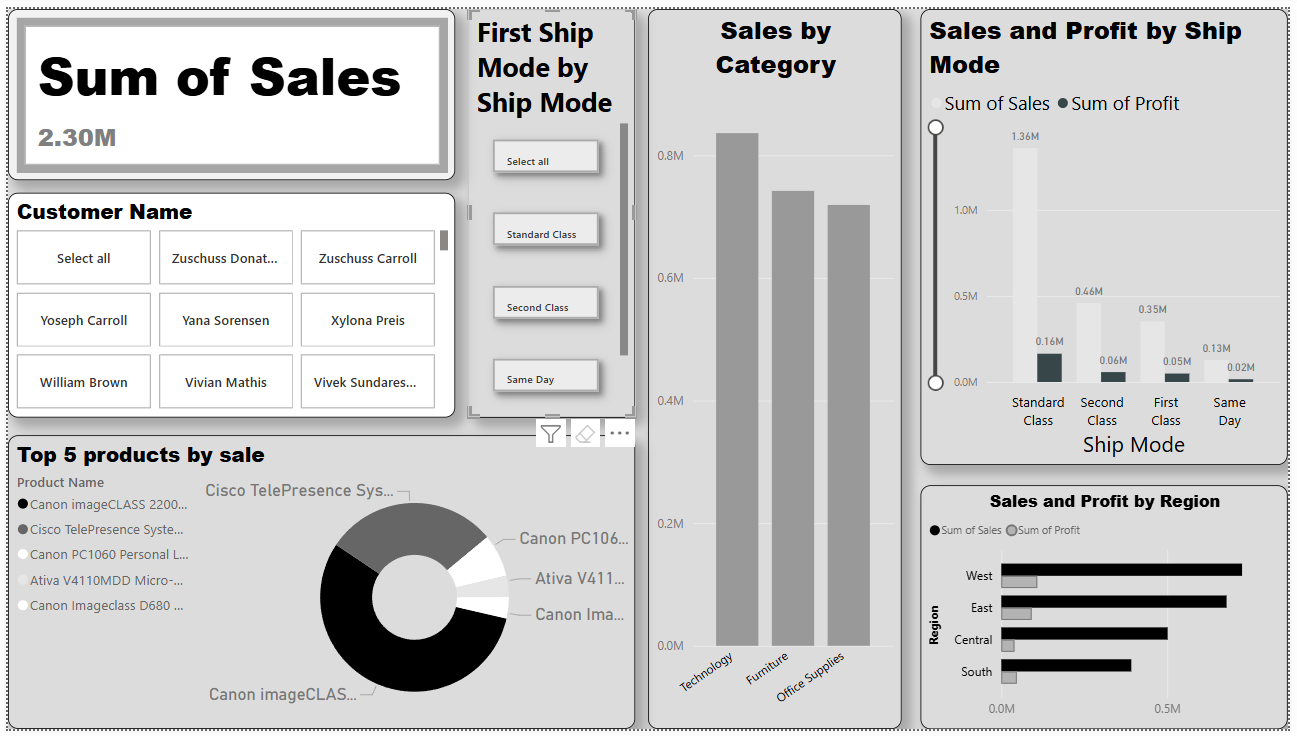 Sum of Sales
2.30M
Customer Name
Select all
Zuschuss Donat...
Zuschuss Carroll
Yoseph Carroll
Yana Sorensen
Xylona Preis
William Brown
Vivian Mathis
Vivek Sundares...
First Ship
Mode by
Ship Mode
Select all
Standard Class
Second Class
Same Day
Top 5 products by sale
Product Name
Canon imageCLASS 2200...
Cisco TelePresence Syste...
Canon PC1060 Personal L...
Ativa V4110MDD Micro-...
Canon Imageclass D680 ...
Cisco TelePresence Sys...
Canon PC106...
Ativa V411...
Canon Ima...
Canon imageCLAS...
Sales by
Category
0.8M
0.6M
0.4M
0.2M
0.0M
Technology
Furniture
Office Supplies
Sales and Profit by Ship
Mode
Sum of Sales Sum of Profit
1.36M
1.0M
0.46M
0.5M
0.35M
0.16M
0.13M
0.06M
0.05M
0.02M
0.0M
Standard
Class
Second
Class
First
Class
Same
Day
Ship Mode
Sales and Profit by Region
Sum of Sales Sum of Profit
Region
West
East
Central
South
0.0M
0.5M